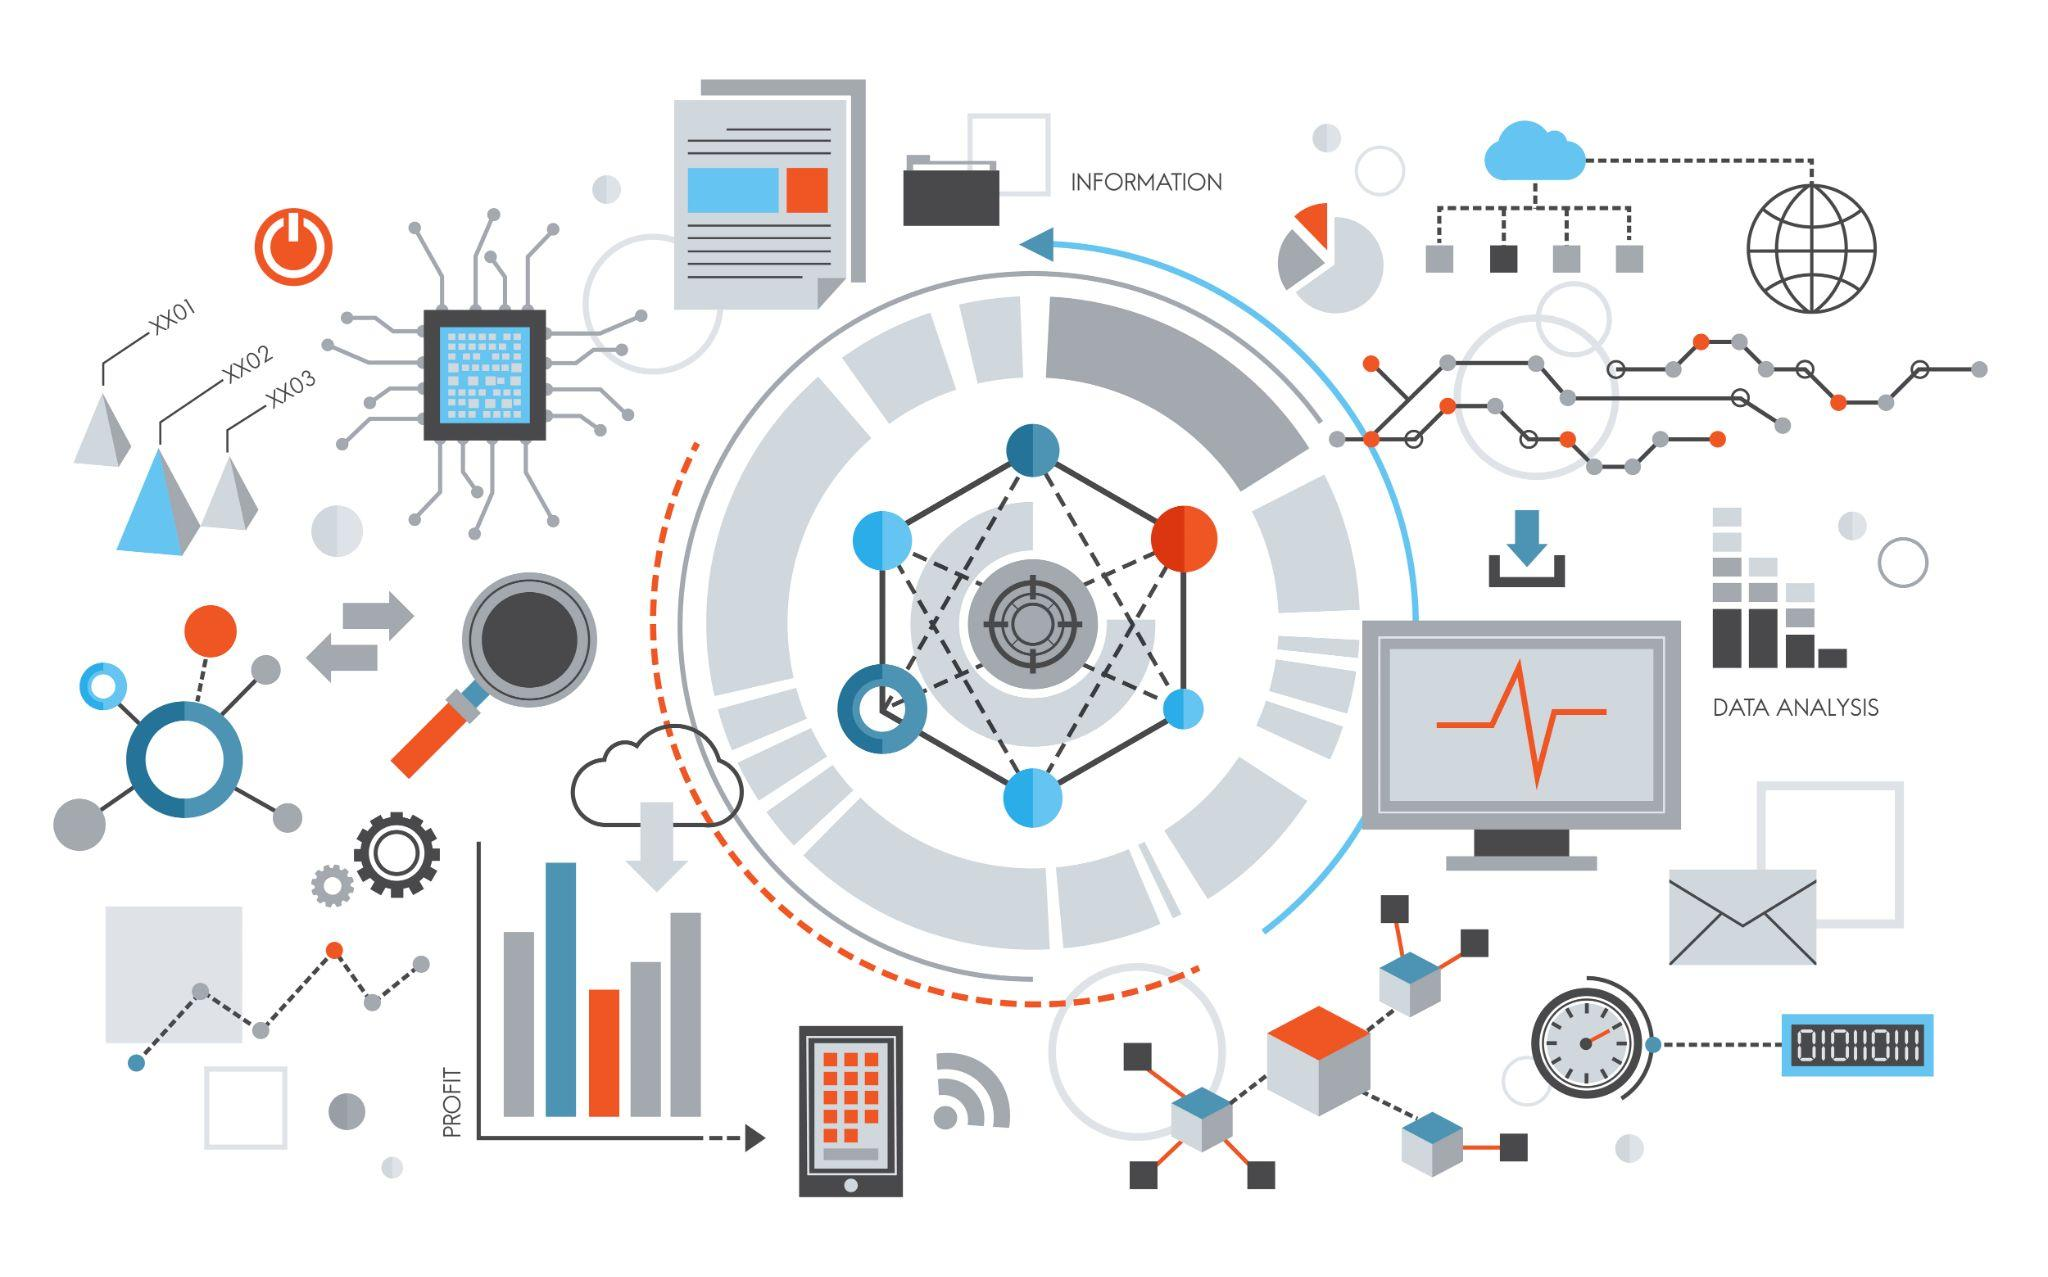 INFORMATION
XX01
XX02
XX03
DATA ANALYSIS
PROFIT
01011011